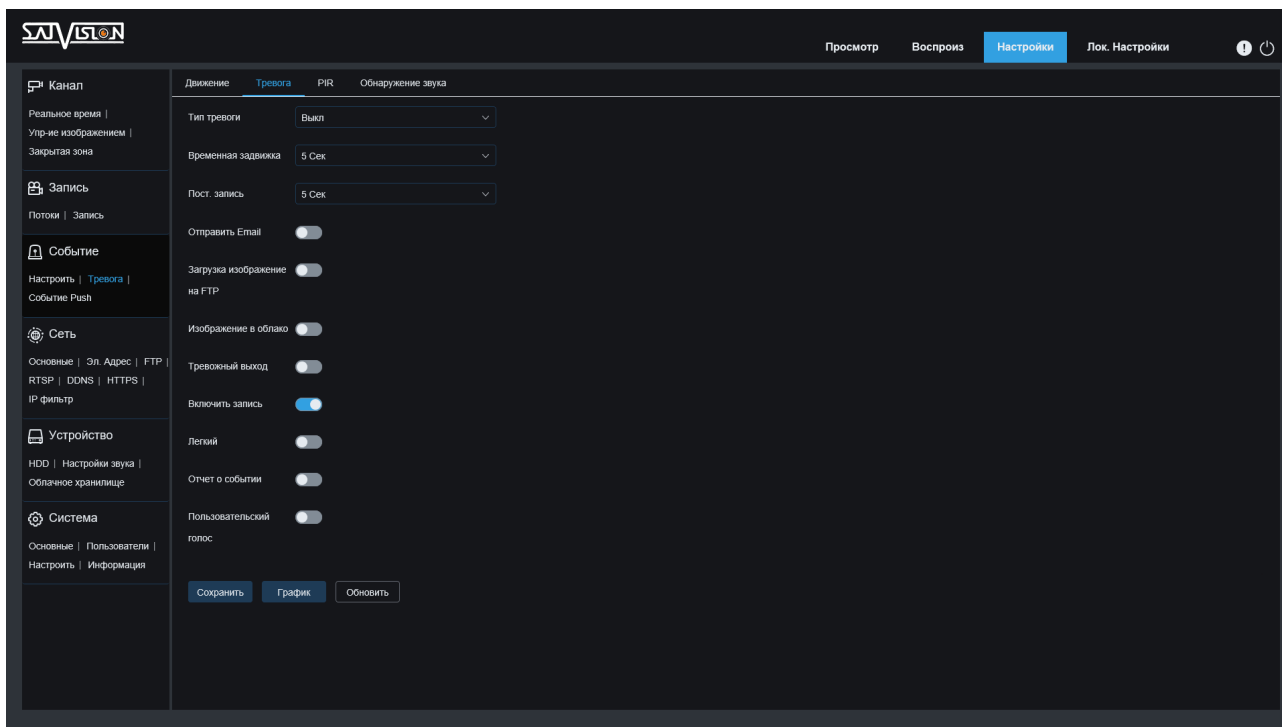 SATVISION
Просмотр Воспроиз Настройки Лок. Настройки
Канал
Реальное время |
Упр-ие изображением |
Закрытая зона
Запись
Потоки | Запись
Событие
Настроить | Тревога |
Событие Push
Сеть
Основные | Эл. Адрес | FTP |
RTSP | DDNS | HTTPS |
IP фильтр
Устройство
HDD | Настройки звука |
Облачное хранилище
Система
Основные | Пользователи |
Настроить | Информация
Движение Тревога PIR Обнаружение звука
Тип тревоги Выкл
Временная задвижка 5 Сек
Пост. запись 5 Сек
Отправить Email
Загрузка изображение
на FTP
Изображение в облако
Тревожный выход
Включить запись
Легкий
Отчет о событии
Пользовательский
голос
Сохранить График Обновить